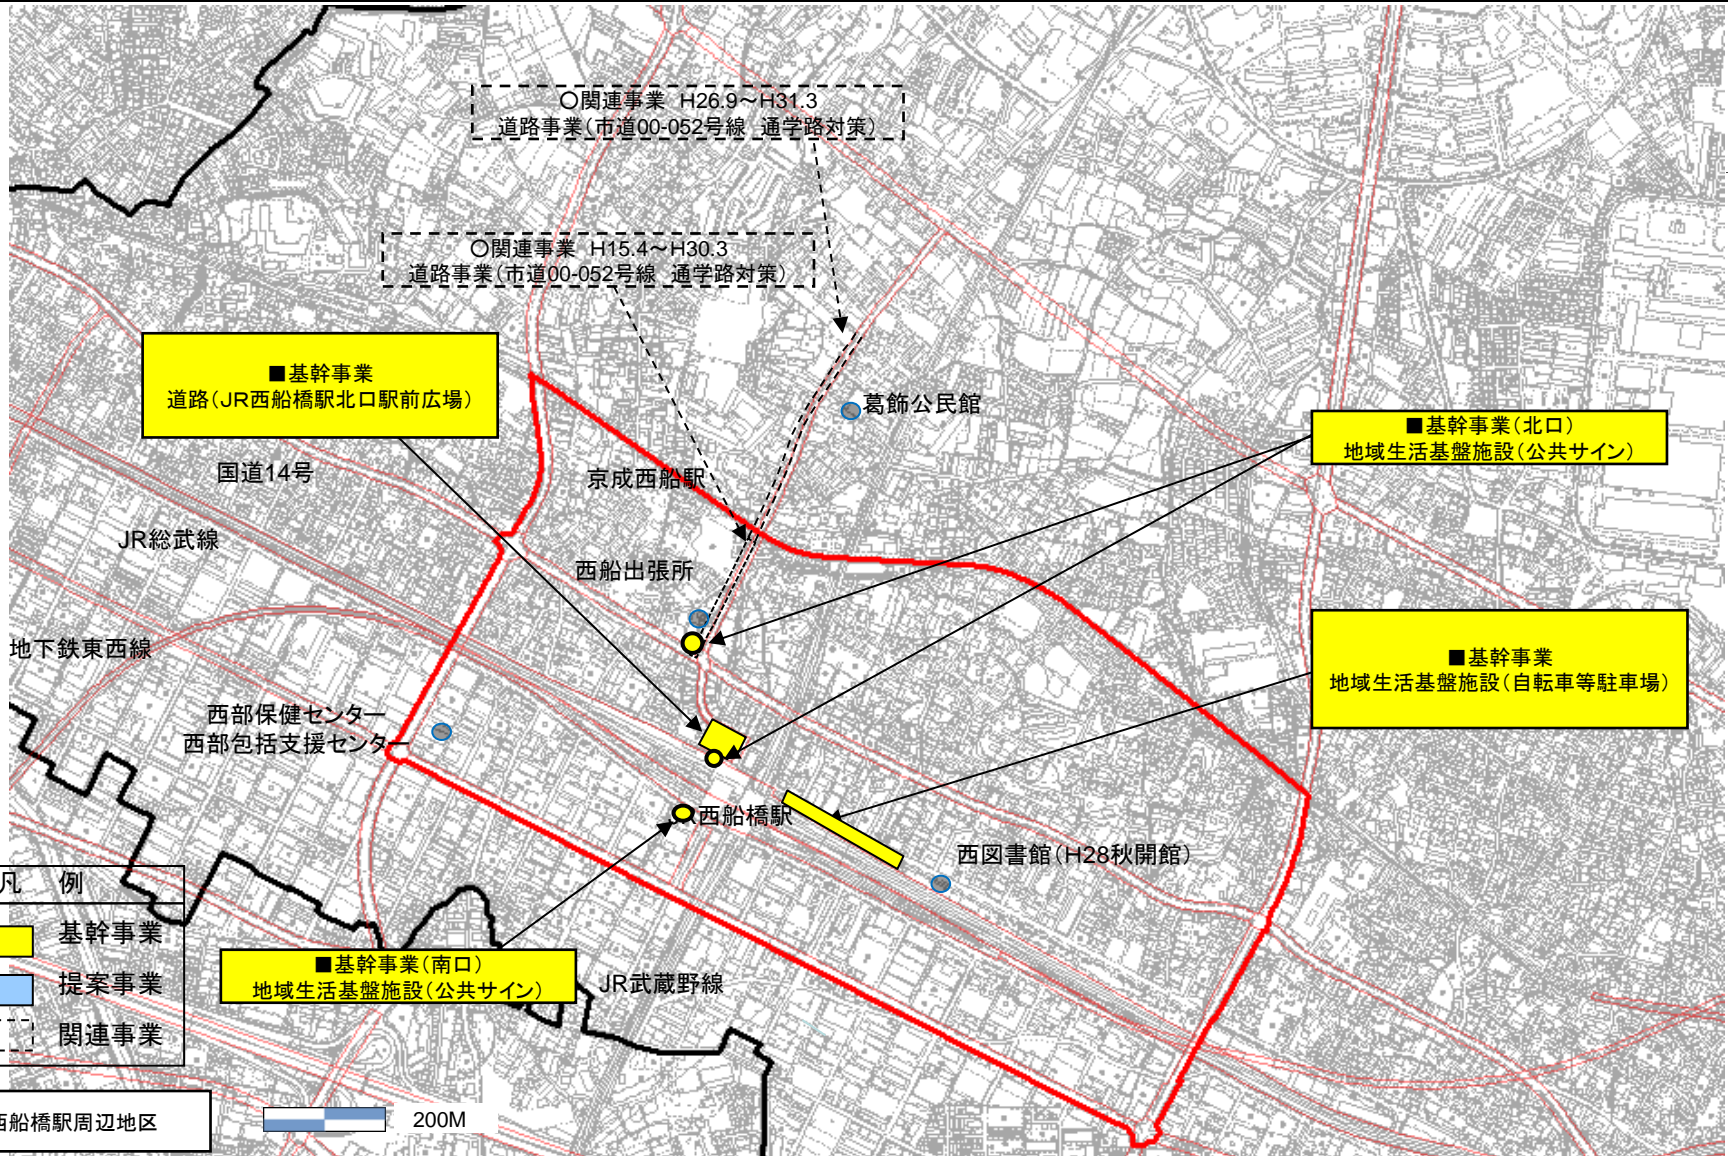 〇関連事業 H26.9～H31.3
道路事業（市道00-052号線 通学路対策）
〇関連事業 H15.4～H30.3
道路事業（市道00-052号線 通学路対策）
■基幹事業
道路（JR西船橋駅北口駅前広場）
葛飾公民館
■基幹事業（北口）
地域生活基盤施設（公共サイン）
国道14号
京成西船駅
JR総武線
西船出張所
地下鉄東西線
■基幹事業
地域生活基盤施設（自転車等駐車場）
西部保健センター
西部包括支援センター
JR西船橋駅
西図書館（H28秋開館）
凡 例
基幹事業
提案事業
関連事業
■基幹事業（南口）
地域生活基盤施設（公共サイン）
JR武蔵野線
西船橋駅周辺地区
200M